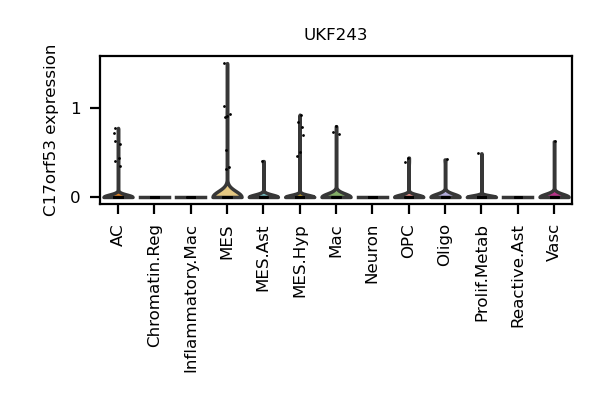 UKF243
C17orf53 expression
1
0
AC
Chromatin.Reg
Inflammatory.Mac
MES
MES.Ast
MES.Hyp
Mac
Neuron
OPC
Oligo
Prolif.Metab
Reactive.Ast
Vasc